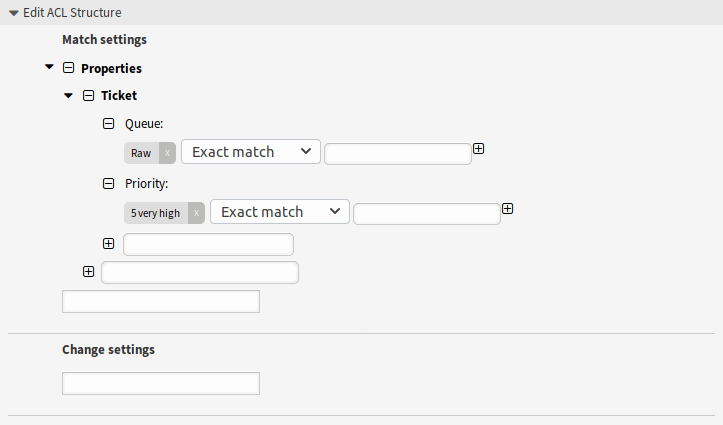 Edit ACL Structure
Match settings
Properties
Ticket
Queue:
Raw x Exact match
Priority:
5 very high x Exact match
Change settings